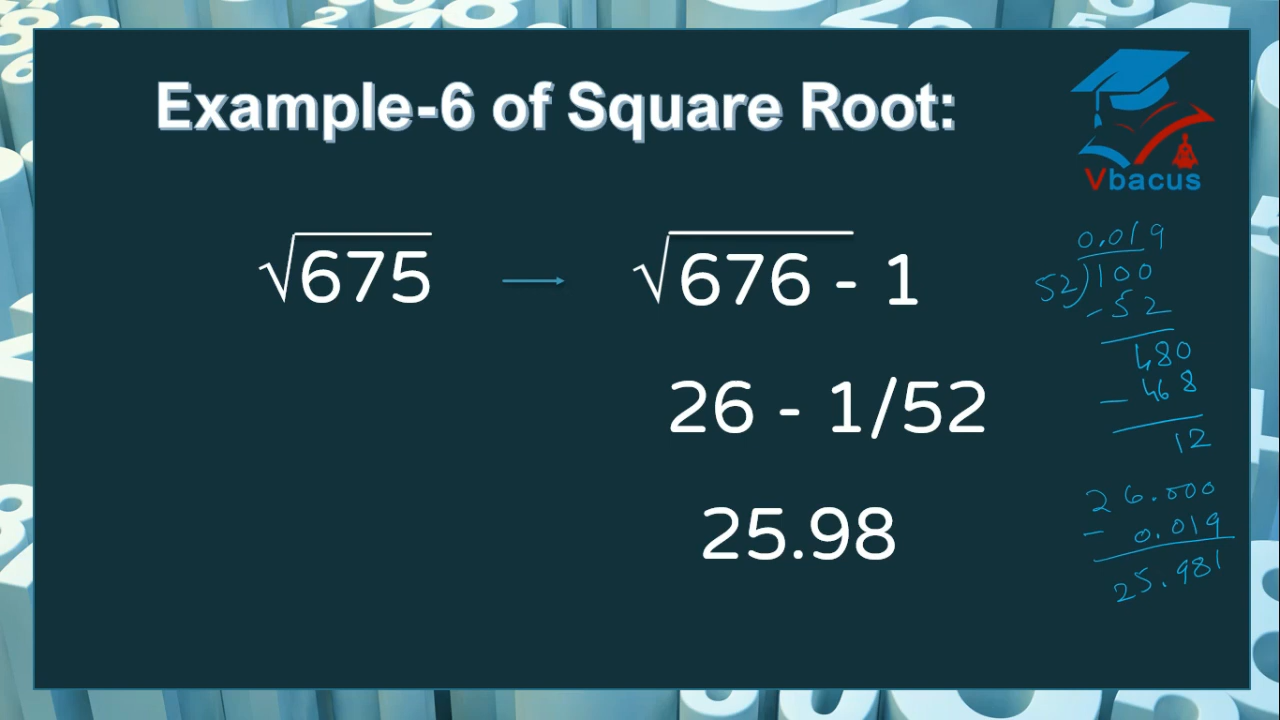 Example-6 of Square Root:
Vbacus
√675 → √676 - 1
26 - 1/52
25.98
0.019
52)100
-52
480
- 468
12
26.000
- 0.019
25.981